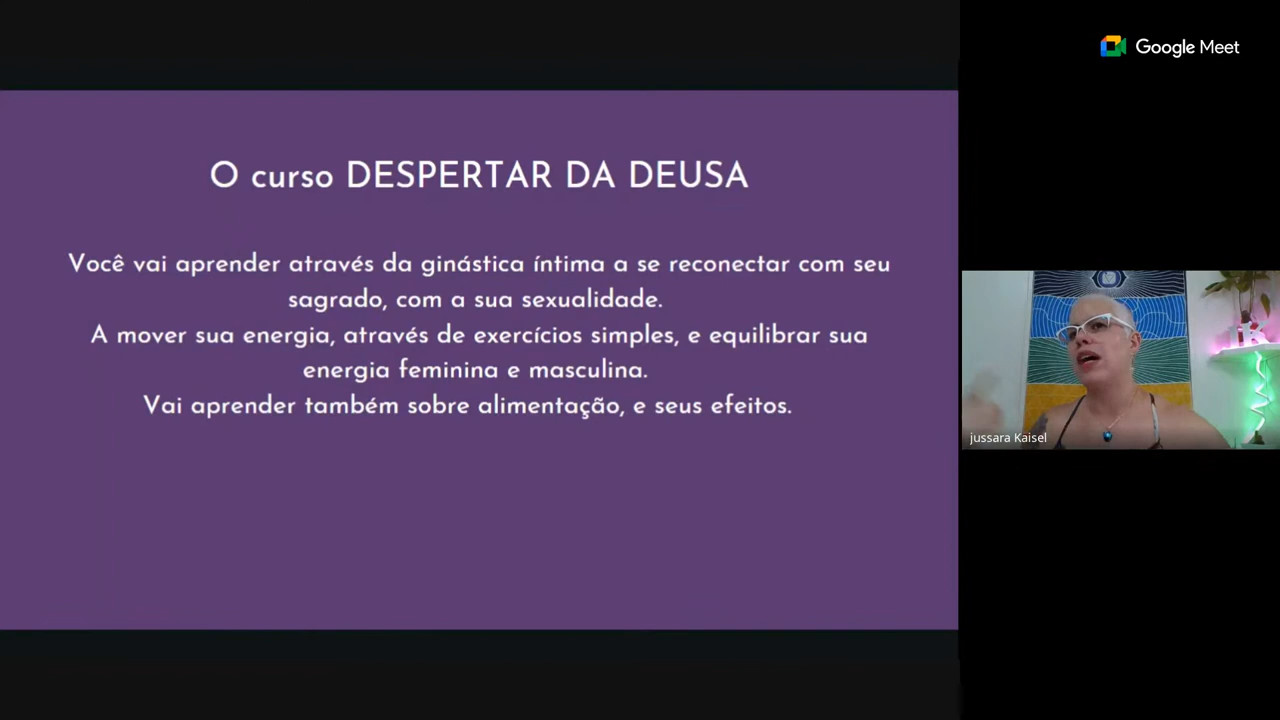 Google Meet
O curso DESPERTAR DA DEUSA
Você vai aprender através da ginástica íntima a se reconectar com seu
sagrado, com a sua sexualidade.
A mover sua energia, através de exercícios simples, e equilibrar sua
energia feminina e masculina.
Vai aprender também sobre alimentação, e seus efeitos.
jussara Kaisel